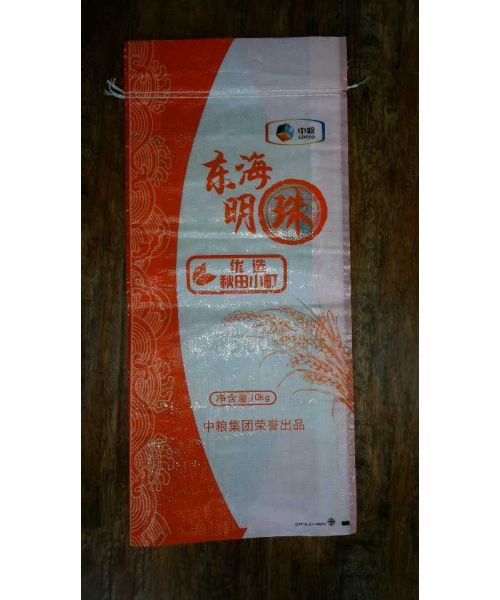 中粮
COFCO
东海
明珠
优选
秋田小町
净含量:10kg
中粮集团荣誉出品